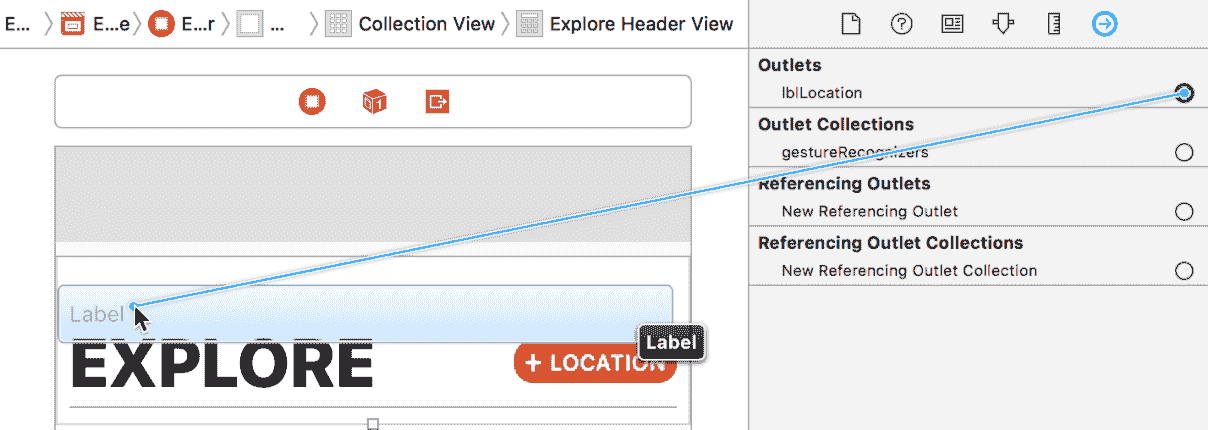 E... E...e E...r ... Collection View Explore Header View
Outlets
lblLocation
Outlet Collections
gestureRecognizers
Referencing Outlets
New Referencing Outlet
Referencing Outlet Collections
New Referencing Outlet Collection
Label
Label
EXPLORE
+ LOCATION